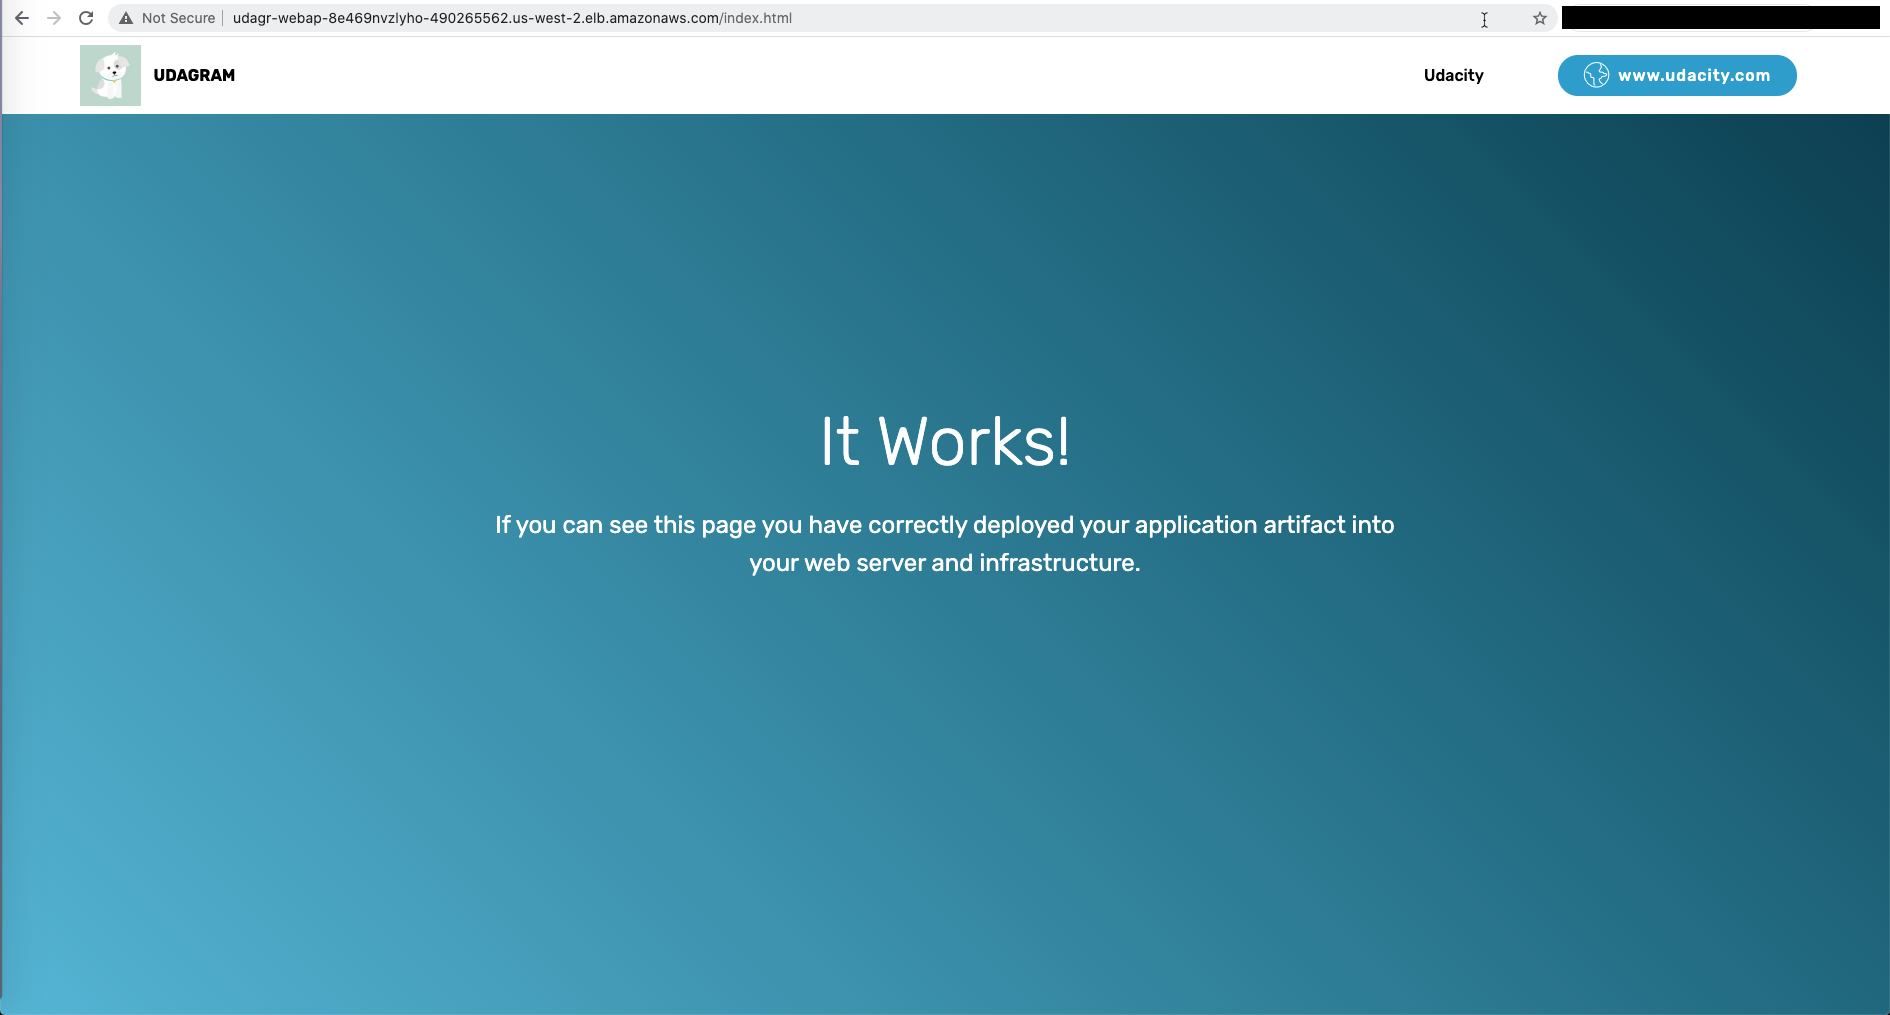 Not Secure
udagr-webap-8e469nvzlyho-490265562.us-west-2.elb.amazonaws.com/index.html
UDAGRAM
Udacity
www.udacity.com
It Works!
If you can see this page you have correctly deployed your application artifact into
your web server and infrastructure.